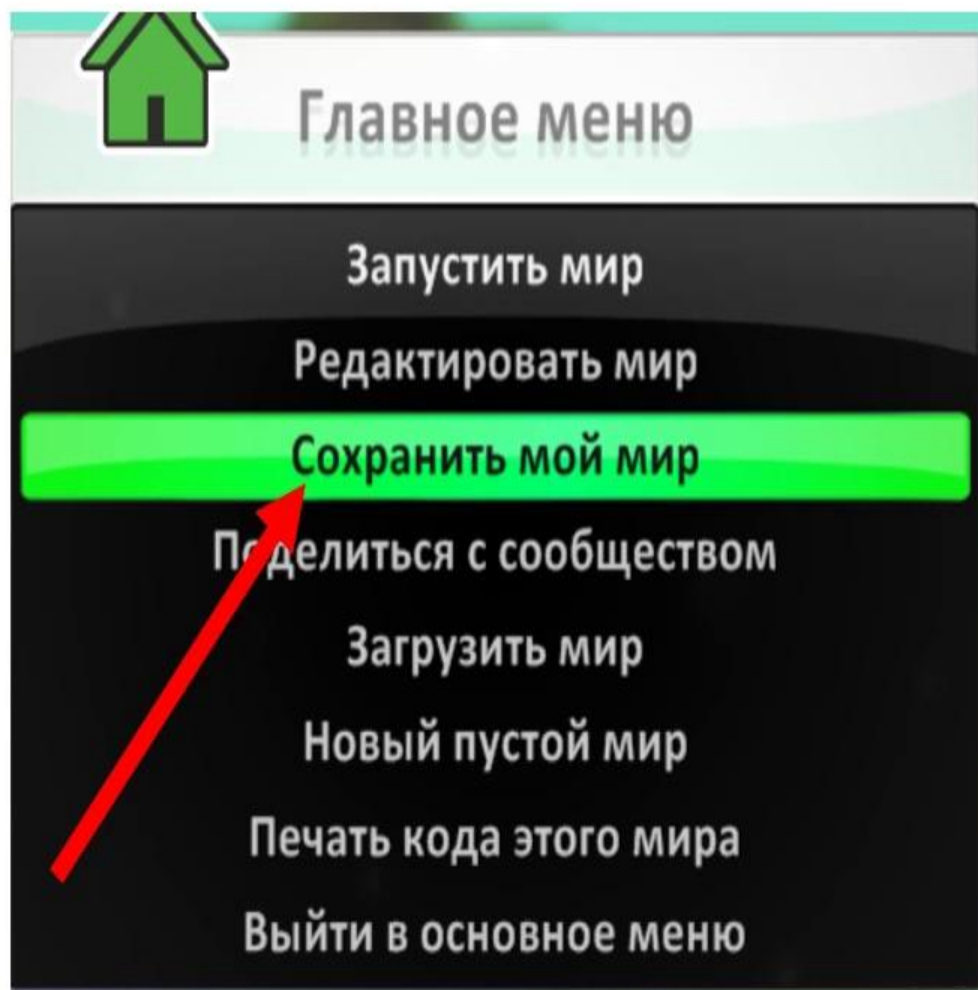 Главное меню
Запустить мир
Редактировать мир
Сохранить мой мир
Поделиться с сообществом
Загрузить мир
Новый пустой мир
Печать кода этого мира
Выйти в основное меню